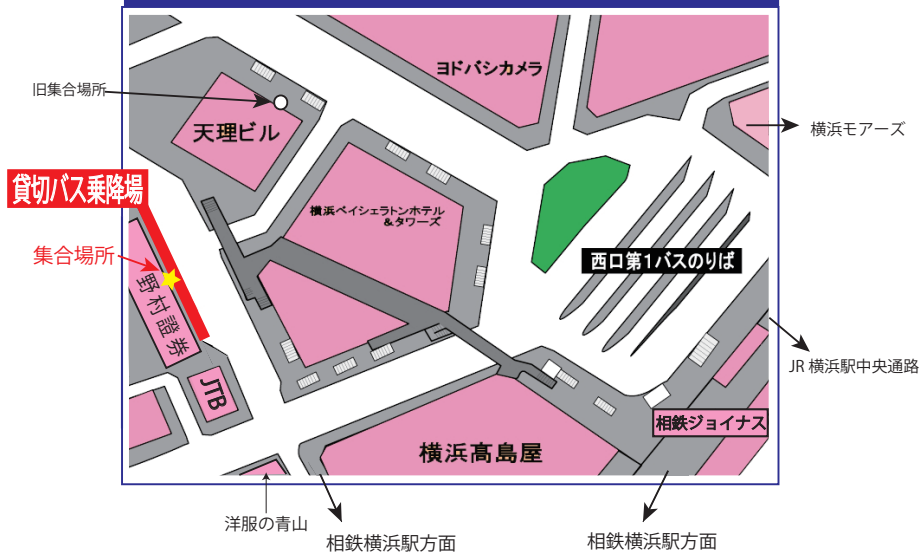 ヨドバシカメラ
旧集合場所
天理ビル
横浜モアーズ
貸切バス乗降場
横浜ベイシェラトンホテル
&タワーズ
集合場所
西口第1バスのりば
野村證券
JR 横浜駅中央通路
JTB
相鉄ジョイナス
横浜髙島屋
洋服の青山
相鉄横浜駅方面
相鉄横浜駅方面